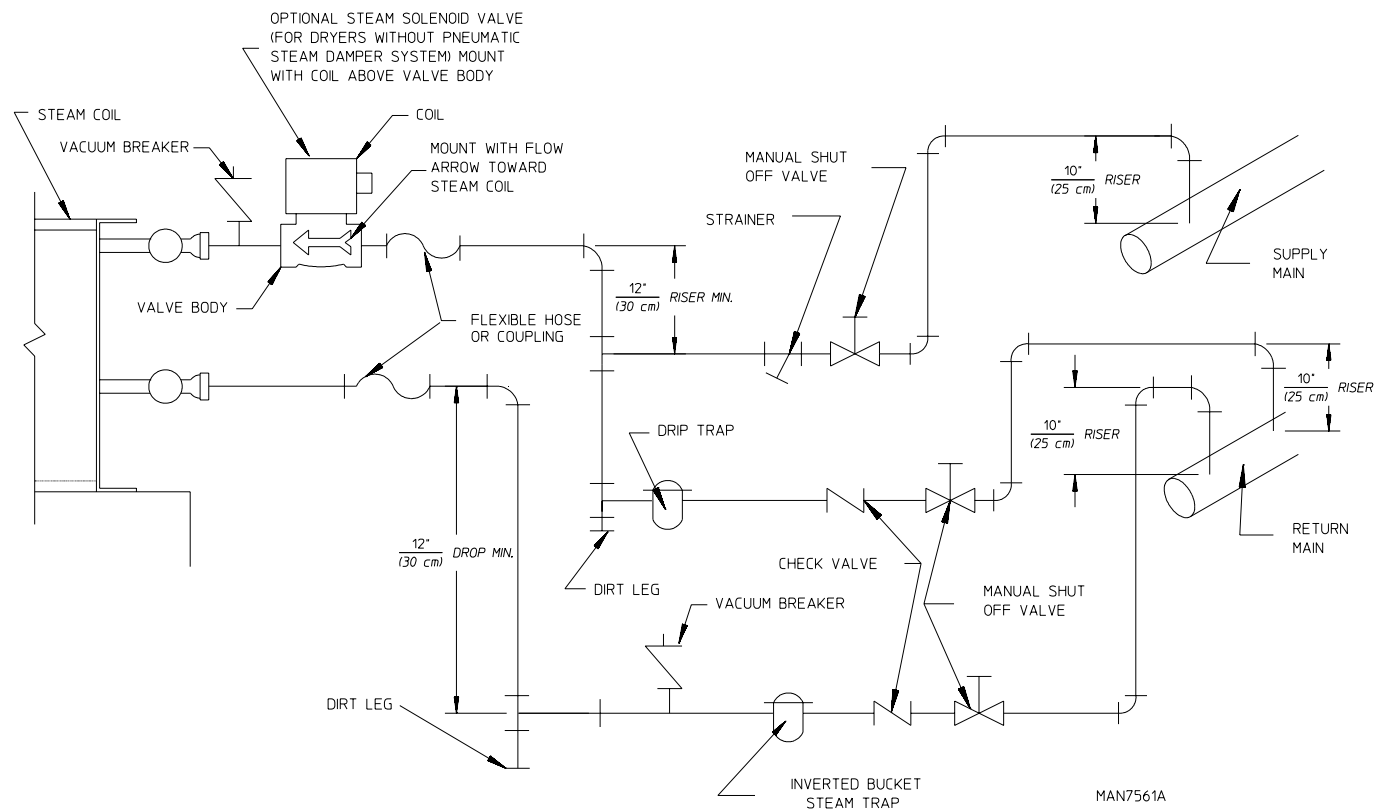 OPTIONAL STEAM SOLENOID VALVE
(FOR DRYERS WITHOUT PNEUMATIC
STEAM DAMPER SYSTEM) MOUNT
WITH COIL ABOVE VALVE BODY
STEAM COIL
COIL
VACUUM BREAKER
MOUNT WITH FLOW
ARROW TOWARD
STEAM COIL
MANUAL SHUT
OFF VALVE
STRAINER
10"
(25 cm) RISER
SUPPLY
MAIN
VALVE BODY
12"
(30 cm) RISER MIN.
FLEXIBLE HOSE
OR COUPLING
10"
(25 cm) RISER
10"
(25 cm) RISER
DRIP TRAP
RETURN
MAIN
12"
(30 cm) DROP MIN.
CHECK VALVE
DIRT LEG
MANUAL SHUT
OFF VALVE
VACUUM BREAKER
DIRT LEG
INVERTED BUCKET
STEAM TRAP
MAN7561A